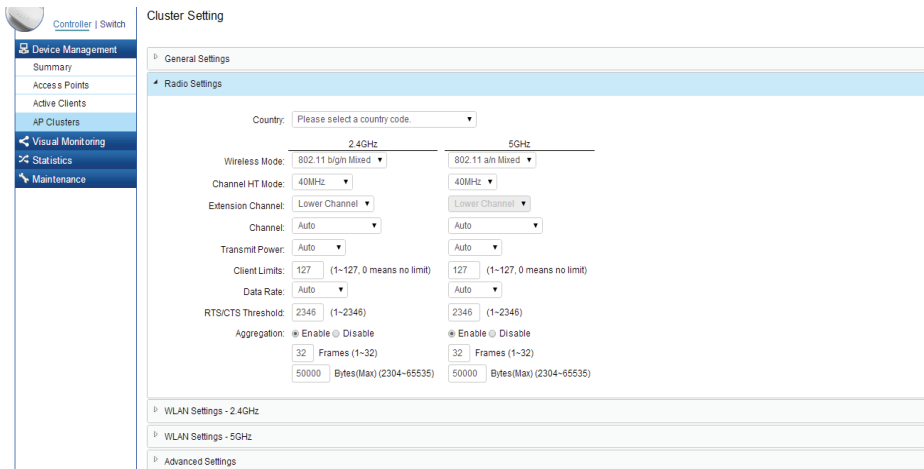 Cluster Setting
Controller | Switch
Device Management
Summary
Access Points
Active Clients
AP Clusters
Visual Monitoring
Statistics
Maintenance
General Settings
Radio Settings
Country: Please select a country code.
2.4GHz 5GHz
Wireless Mode: 802.11 b/g/n Mixed 802.11 a/n Mixed
Channel HT Mode: 40MHz 40MHz
Extension Channel: Lower Channel Lower Channel
Channel: Auto Auto
Transmit Power: Auto Auto
Client Limits: 127 (1~127, 0 means no limit) 127 (1~127, 0 means no limit)
Data Rate: Auto Auto
RTS/CTS Threshold: 2346 (1~2346) 2346 (1~2346)
Aggregation: Enable Disable Enable Disable
32 Frames (1~32) 32 Frames (1~32)
50000 Bytes(Max) (2304~65535) 50000 Bytes(Max) (2304~65535)
WLAN Settings - 2.4GHz
WLAN Settings - 5GHz
Advanced Settings